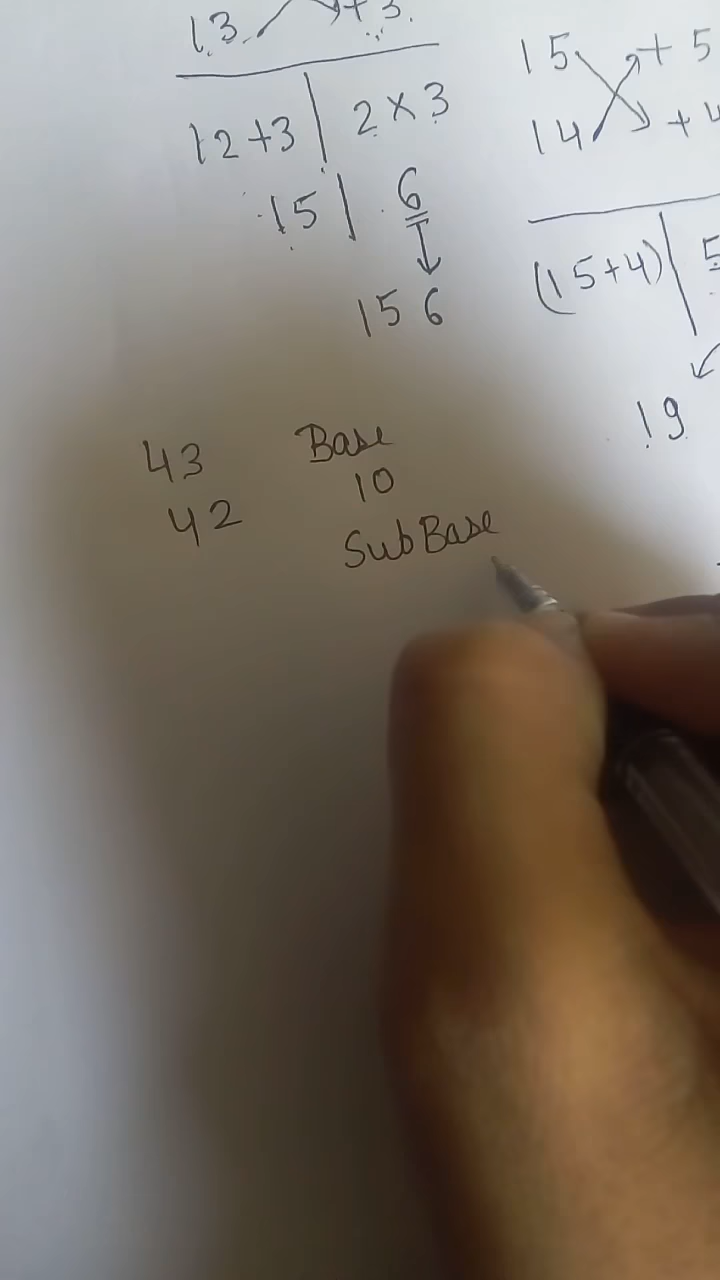 13 +3
12+3 | 2×3
15 | 6
156
15 +5
14 +4
(15+4) | 5
19
43 Base
42 10
SubBase